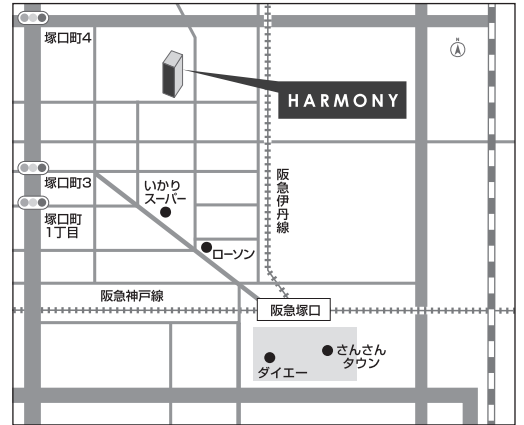 塚口町4
N
HARMONY
塚口町3
いかり
スーパー
阪急伊丹線
塚口町
1丁目
ローソン
阪急神戸線
阪急塚口
さんさん
タウン
ダイエー